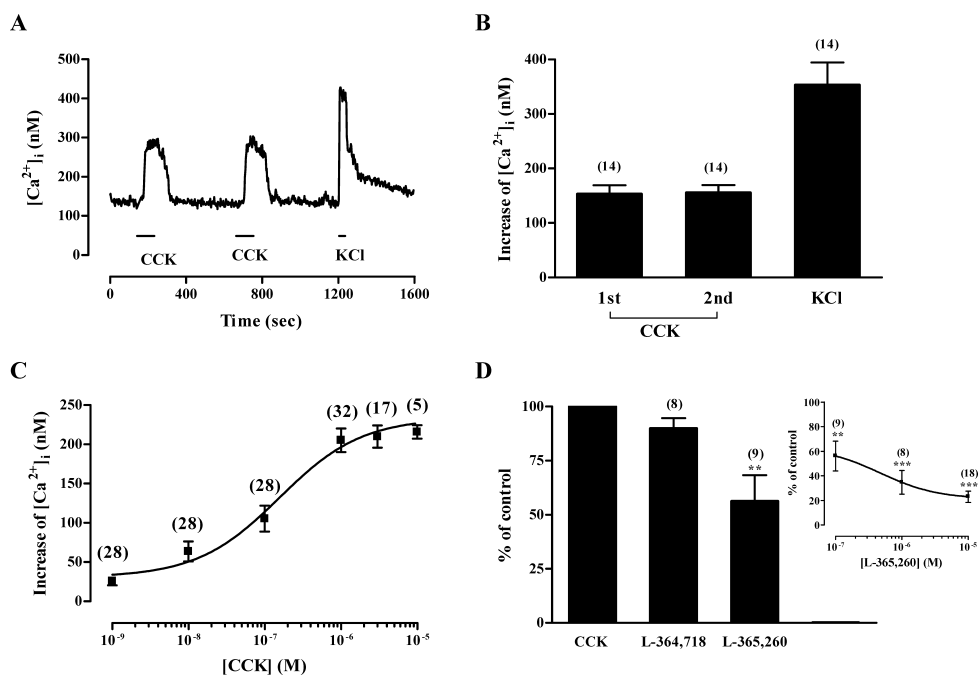 A
[Ca²⁺]ᵢ (nM)
500
400
300
200
100
0
CCK
CCK
KCl
0
400
800
1200
1600
Time (sec)
B
Increase of [Ca²⁺]ᵢ (nM)
400
300
200
100
0
(14)
(14)
(14)
1st
2nd
KCl
CCK
C
Increase of [Ca²⁺]ᵢ (nM)
250
200
150
100
50
0
(28)
(28)
(28)
(32)
(17)
(5)
10⁻⁹
10⁻⁸
10⁻⁷
10⁻⁶
10⁻⁵
[CCK] (M)
D
% of control
100
75
50
25
0
(8)
(9)
**
CCK
L-364,718
L-365,260
% of control
100
80
60
40
20
0
(9)
**
(8)
***
(18)
***
10⁻⁷
10⁻⁶
10⁻⁵
[L-365,260] (M)